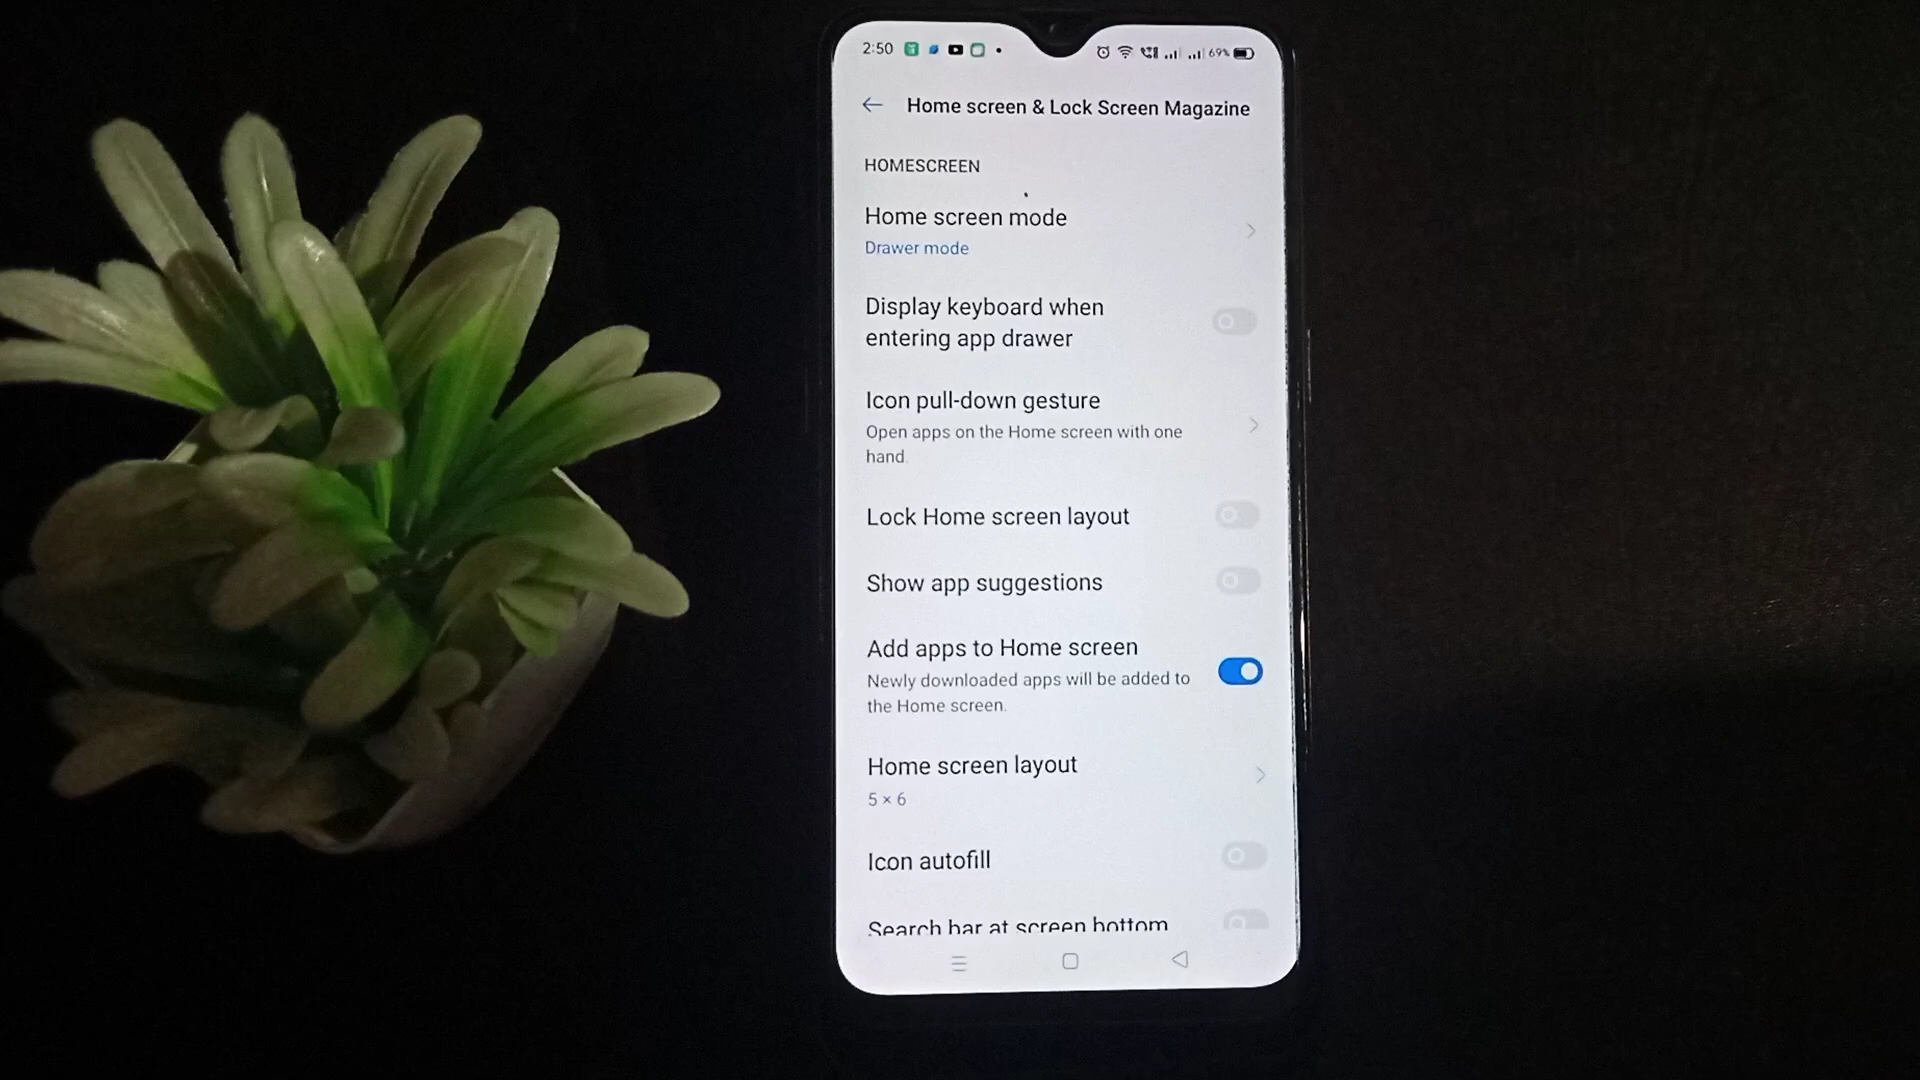 2:50
69%
Home screen & Lock Screen Magazine
HOMESCREEN
Home screen mode
Drawer mode
Display keyboard when
entering app drawer
Icon pull-down gesture
Open apps on the Home screen with one
hand.
Lock Home screen layout
Show app suggestions
Add apps to Home screen
Newly downloaded apps will be added to
the Home screen.
Home screen layout
5 × 6
Icon autofill
Search bar at screen bottom